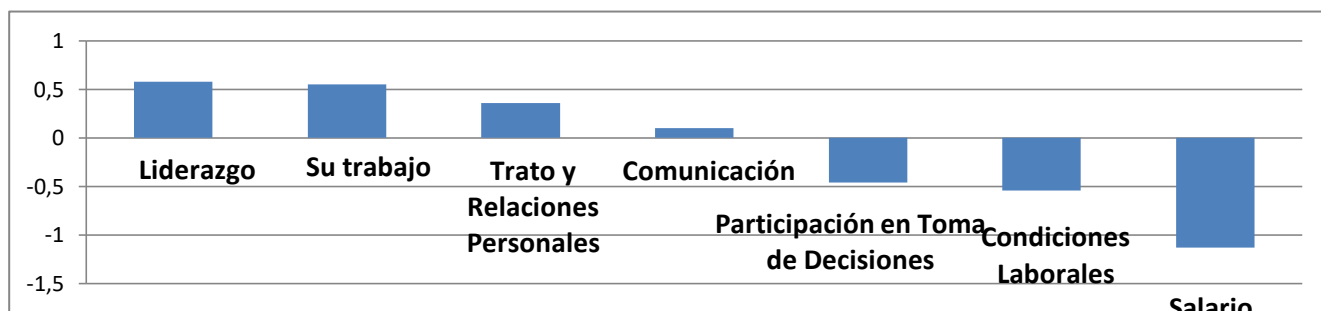 1
0,5
0
-0,5
-1
-1,5
Liderazgo
Su trabajo
Trato y
Relaciones
Personales
Comunicación
Participación en Toma
de Decisiones
Condiciones
Laborales
Salario